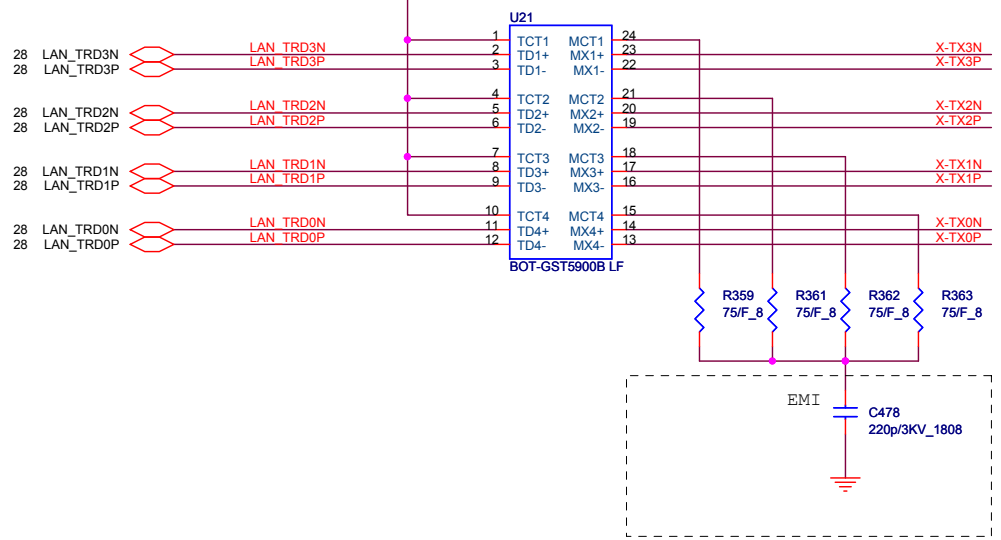 U21
1 TCT1 MCT1 24
28 LAN_TRD3N LAN_TRD3N 2 TD1+ MX1+ 23 X-TX3N
28 LAN_TRD3P LAN_TRD3P 3 TD1- MX1- 22 X-TX3P
4 TCT2 MCT2 21
28 LAN_TRD2N LAN_TRD2N 5 TD2+ MX2+ 20 X-TX2N
28 LAN_TRD2P LAN_TRD2P 6 TD2- MX2- 19 X-TX2P
7 TCT3 MCT3 18
28 LAN_TRD1N LAN_TRD1N 8 TD3+ MX3+ 17 X-TX1N
28 LAN_TRD1P LAN_TRD1P 9 TD3- MX3- 16 X-TX1P
10 TCT4 MCT4 15
28 LAN_TRD0N LAN_TRD0N 11 TD4+ MX4+ 14 X-TX0N
28 LAN_TRD0P LAN_TRD0P 12 TD4- MX4- 13 X-TX0P
BOT-GST5900B LF
R359 R361 R362 R363
75/F_8 75/F_8 75/F_8 75/F_8
EMI
C478
220p/3KV_1808